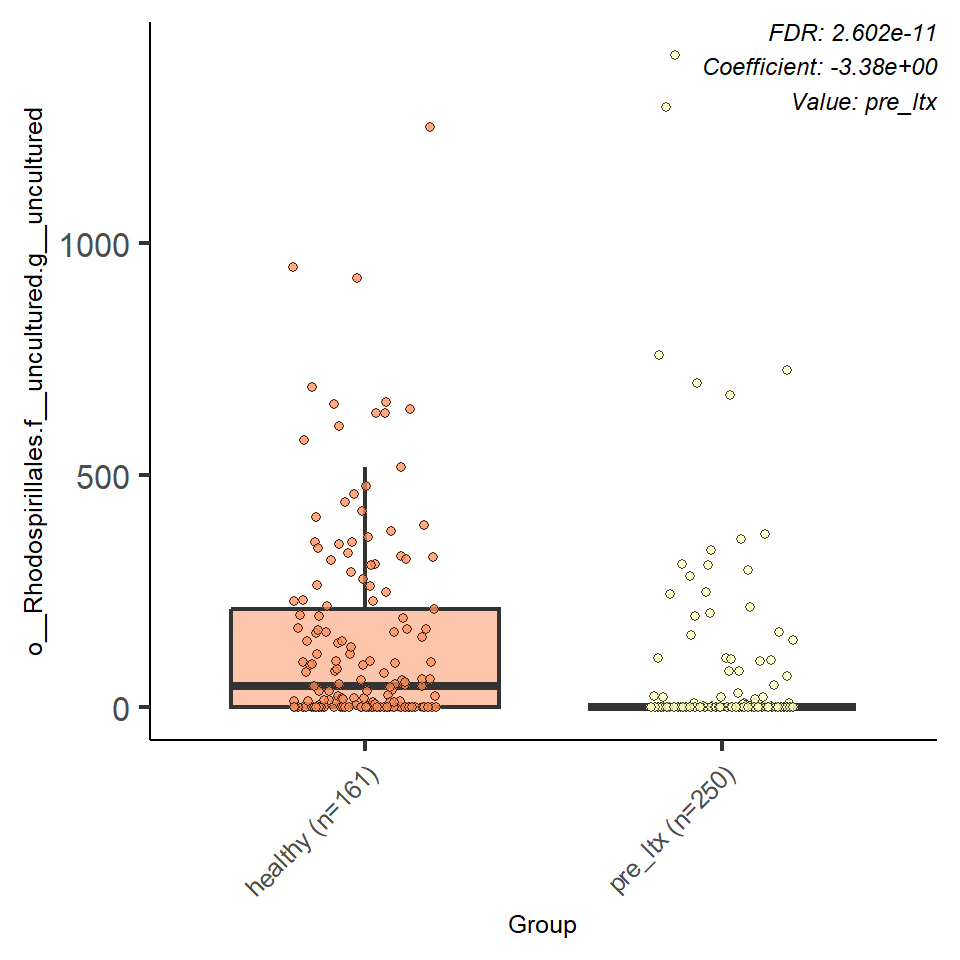 FDR: 2.602e-11
Coefficient: -3.38e+00
Value: pre_ltx
o__Rhodospirillales.f__uncultured.g__uncultured
1000
500
0
healthy (n=161)
pre_ltx (n=250)
Group